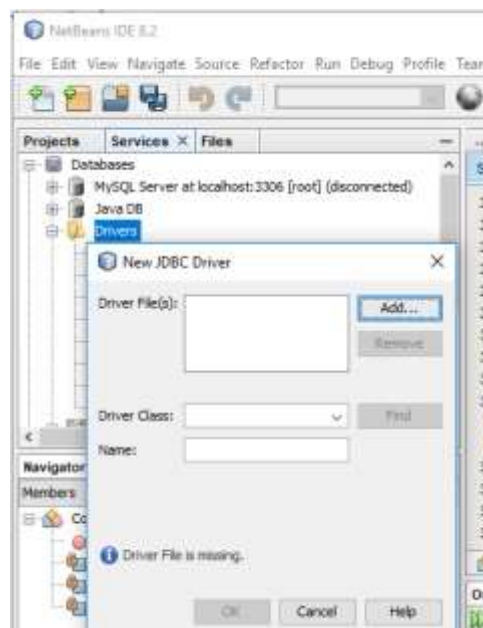 NetBeans IDE 8.2
File Edit View Navigate Source Refactor Run Debug Profile Team
Projects Services × Files
Databases
MySQL Server at localhost:3306 [root] (disconnected)
Java DB
Drivers
New JDBC Driver
Driver File(s):
Add...
Remove
Driver Class:
Find
Name:
Navigator
Members
Driver File is missing.
OK Cancel Help